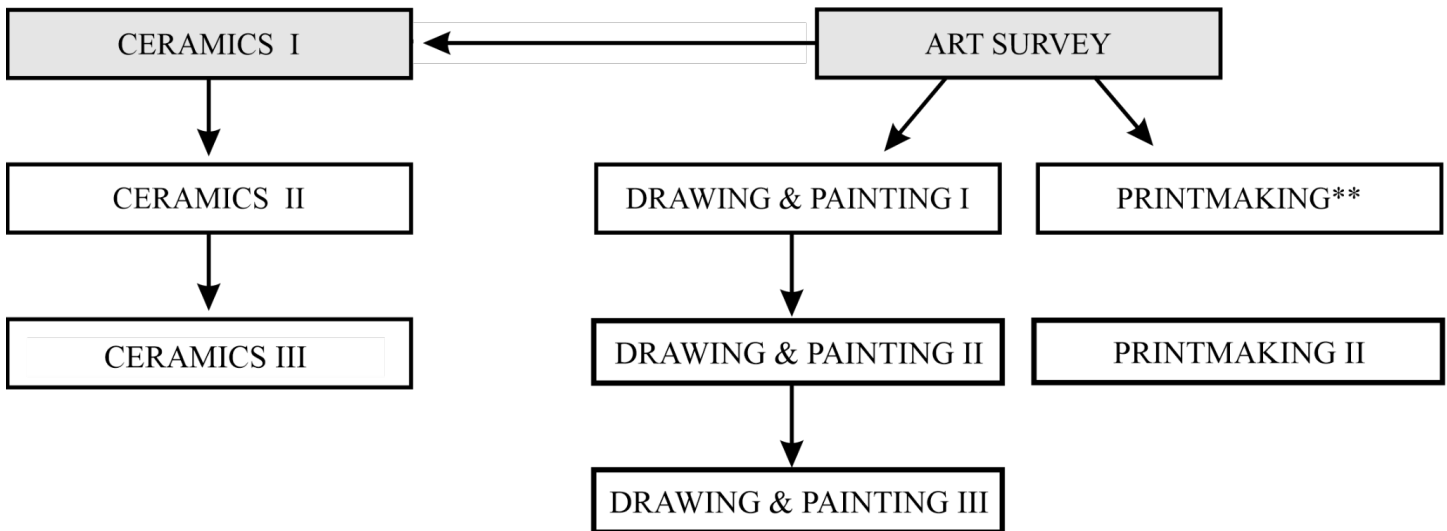 CERAMICS I
ART SURVEY
CERAMICS II
DRAWING & PAINTING I
PRINTMAKING**
CERAMICS III
DRAWING & PAINTING II
PRINTMAKING II
DRAWING & PAINTING III